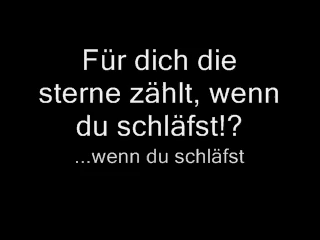 Für dich die
sterne zählt, wenn
du schläfst!?
...wenn du schläfst